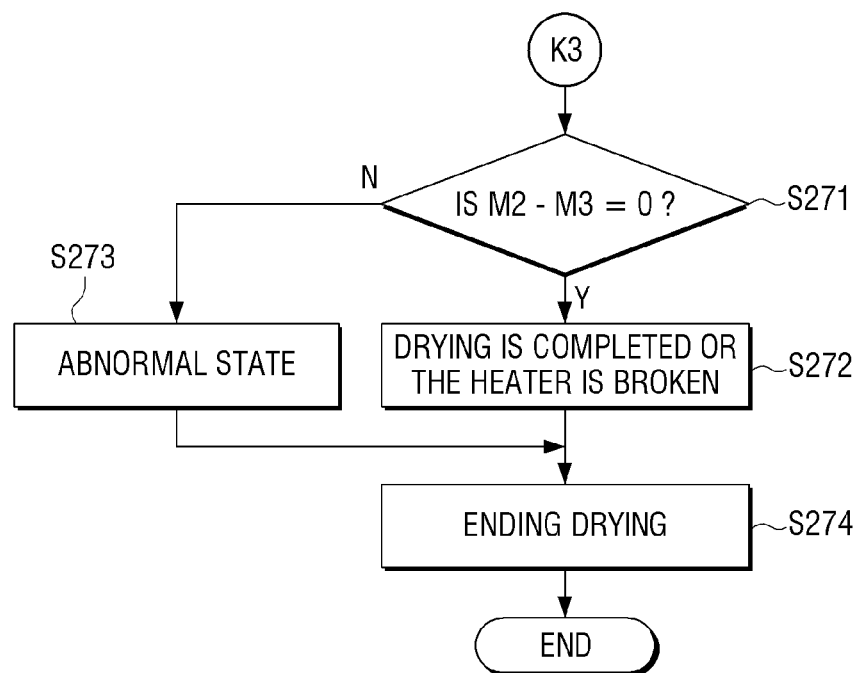 K3
N
IS M2 - M3 = 0 ?
S271
S273
Y
ABNORMAL STATE
DRYING IS COMPLETED OR
THE HEATER IS BROKEN
S272
ENDING DRYING
S274
END